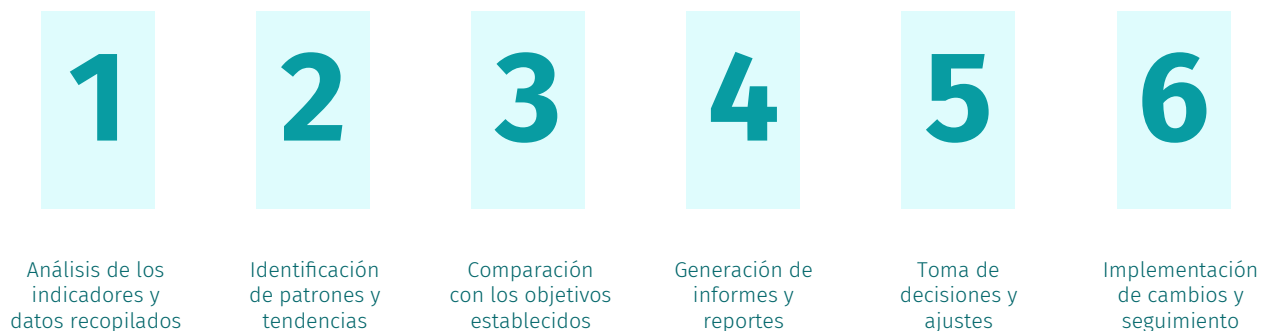 1
2
3
4
5
6
Análisis de los
indicadores y
datos recopilados
Identificación
de patrones y
tendencias
Comparación
con los objetivos
establecidos
Generación de
informes y
reportes
Toma de
decisiones y
ajustes
Implementación
de cambios y
seguimiento